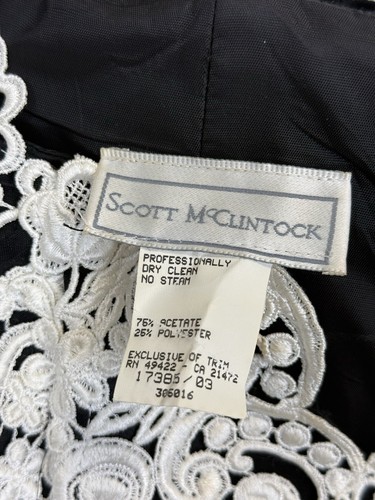 SCOTT McCLINTOCK
PROFESSIONALLY
DRY CLEAN
NO STEAM
75% ACETATE
25% POLYESTER
EXCLUSIVE OF TRIM
RN 49422 - CA 21472
17385/03
306016